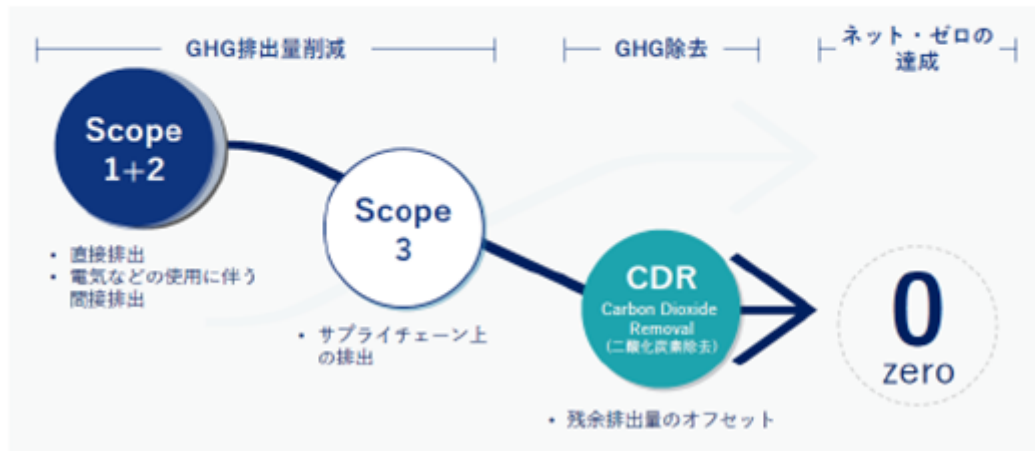 GHG排出量削減
GHG除去
ネット・ゼロの
達成
Scope
1+2
• 直接排出
• 電気などの使用に伴う
間接排出
Scope
3
• サプライチェーン上
の排出
CDR
Carbon Dioxide
Removal
(二酸化炭素除去)
• 残余排出量のオフセット
0
zero